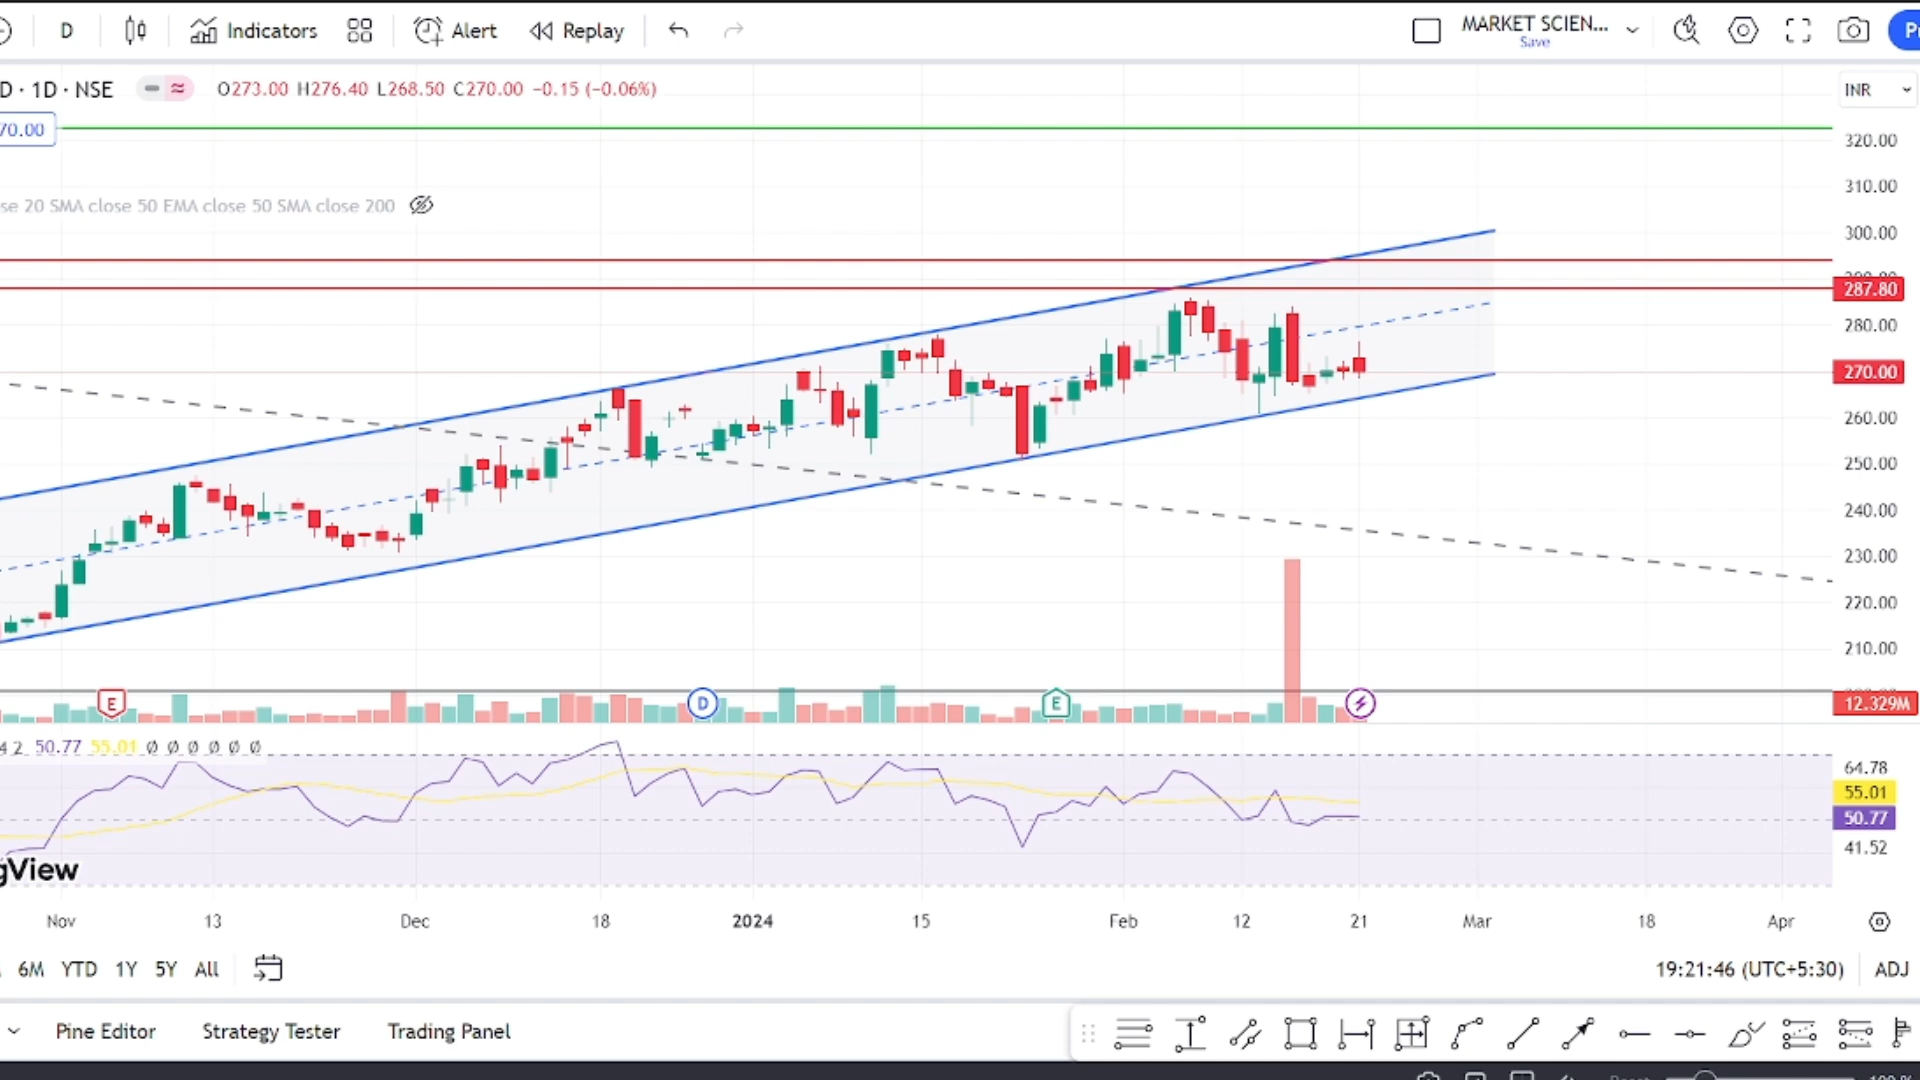 D Indicators Alert Replay MARKET SCIEN...
Save
D · 1D · NSE O273.00 H276.40 L268.50 C270.00 −0.15 (−0.06%) INR
70.00
320.00
310.00
se 20 SMA close 50 EMA close 50 SMA close 200
300.00
287.80
280.00
270.00
260.00
250.00
240.00
230.00
220.00
210.00
E D E 12.329M
4 2 50.77 55.01 Ø Ø Ø Ø Ø Ø
64.78
55.01
50.77
41.52
gView
Nov 13 Dec 18 2024 15 Feb 12 21 Mar 18 Apr
6M YTD 1Y 5Y All 19:21:46 (UTC+5:30) ADJ
Pine Editor Strategy Tester Trading Panel